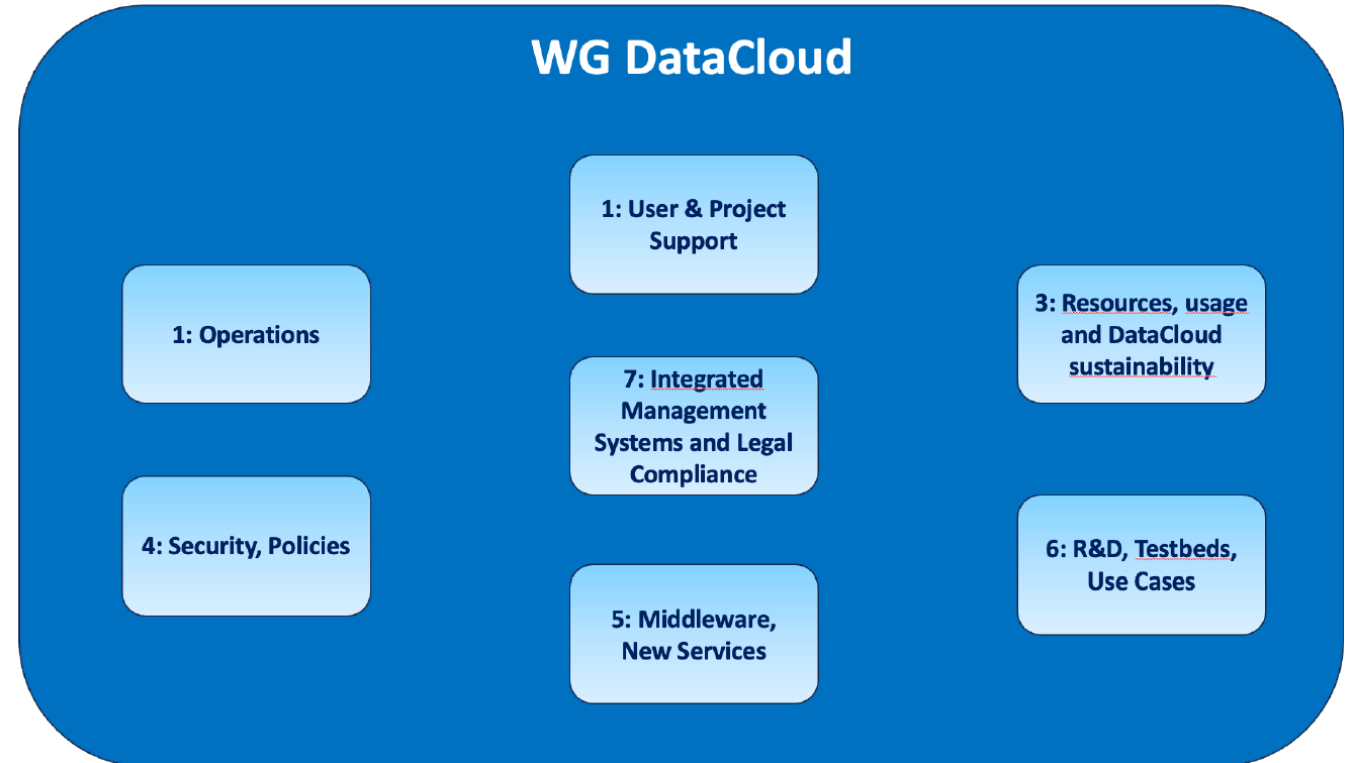 WG DataCloud
1: User & Project
Support
1: Operations
3: Resources, usage
and DataCloud
sustainability
7: Integrated
Management
Systems and Legal
Compliance
4: Security, Policies
6: R&D, Testbeds,
Use Cases
5: Middleware,
New Services